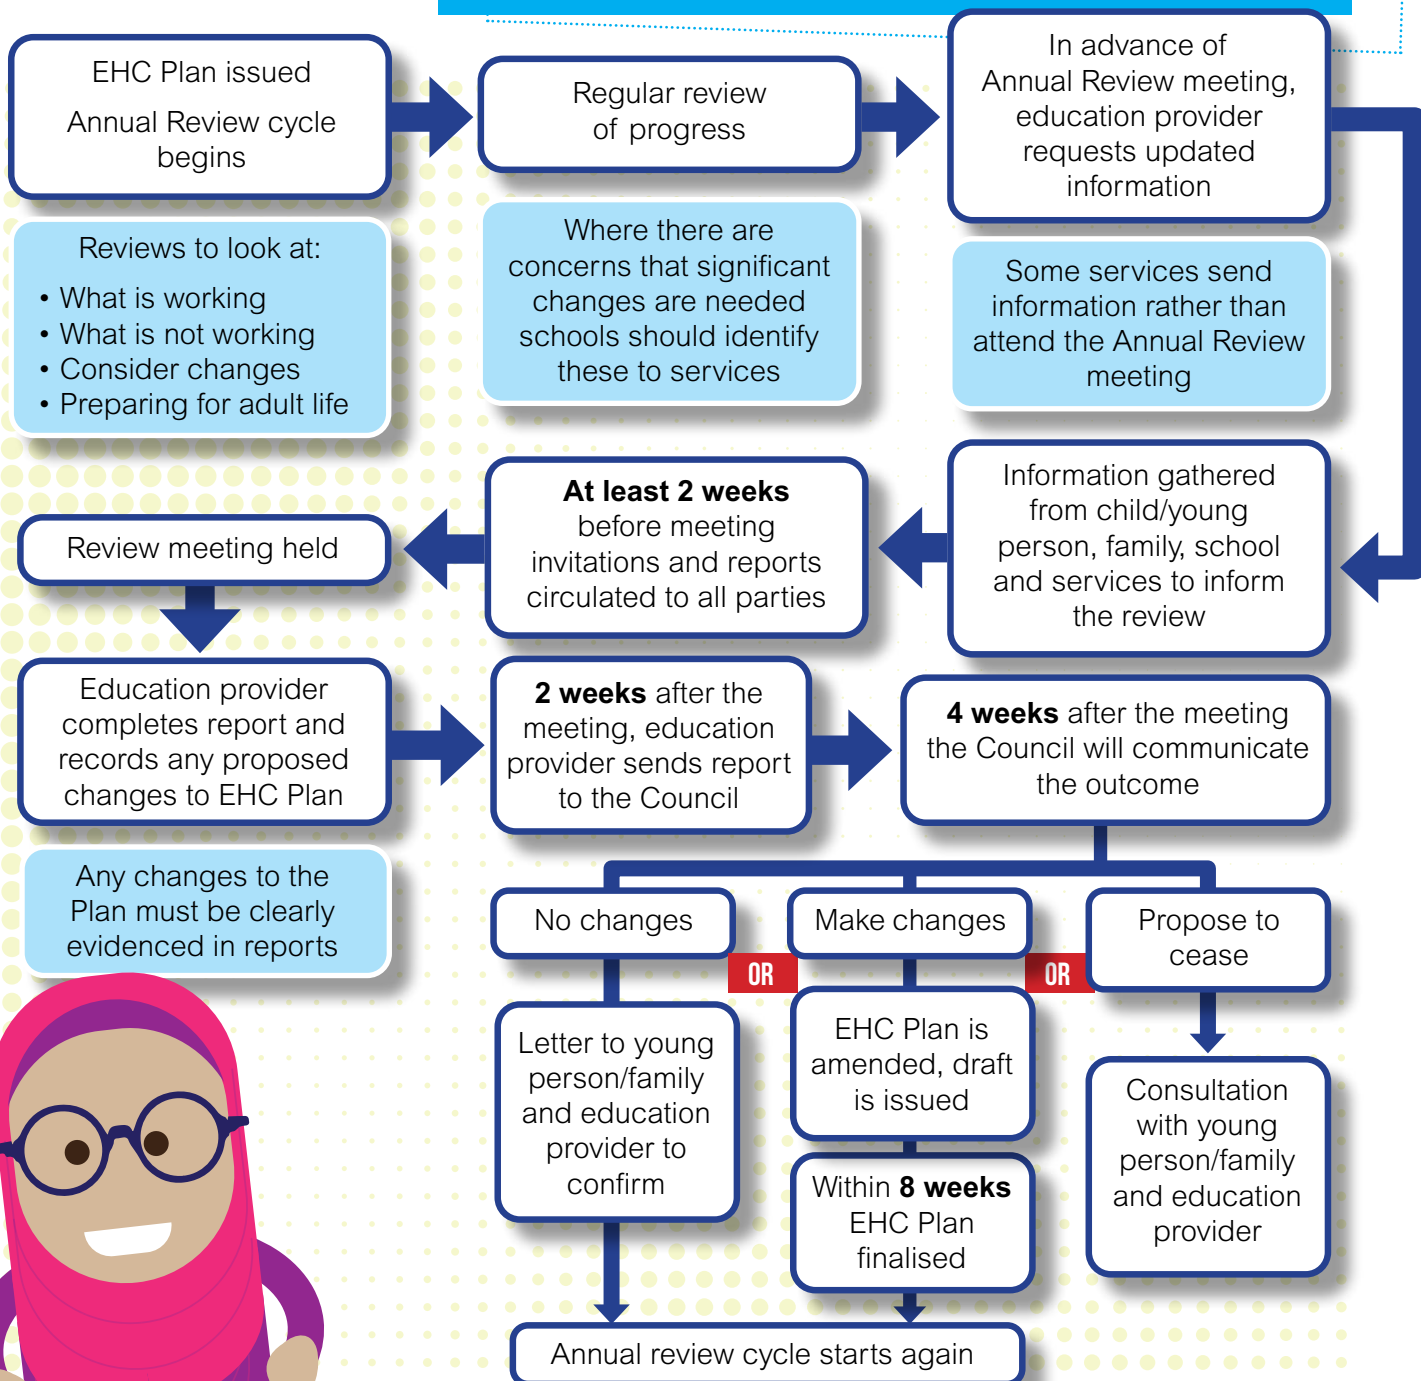 EHC Plan issued
Annual Review cycle
begins
Regular review
of progress
In advance of
Annual Review meeting,
education provider
requests updated
information
Reviews to look at:
• What is working
• What is not working
• Consider changes
• Preparing for adult life
Where there are
concerns that significant
changes are needed
schools should identify
these to services
Some services send
information rather than
attend the Annual Review
meeting
Information gathered
from child/young
person, family, school
and services to inform
the review
At least 2 weeks
before meeting
invitations and reports
circulated to all parties
Review meeting held
Education provider
completes report and
records any proposed
changes to EHC Plan
2 weeks after the
meeting, education
provider sends report
to the Council
4 weeks after the meeting
the Council will communicate
the outcome
Any changes to the
Plan must be clearly
evidenced in reports
No changes
OR
Make changes
OR
Propose to
cease
Letter to young
person/family
and education
provider to
confirm
EHC Plan is
amended, draft
is issued
Within 8 weeks
EHC Plan
finalised
Consultation
with young
person/family
and education
provider
Annual review cycle starts again